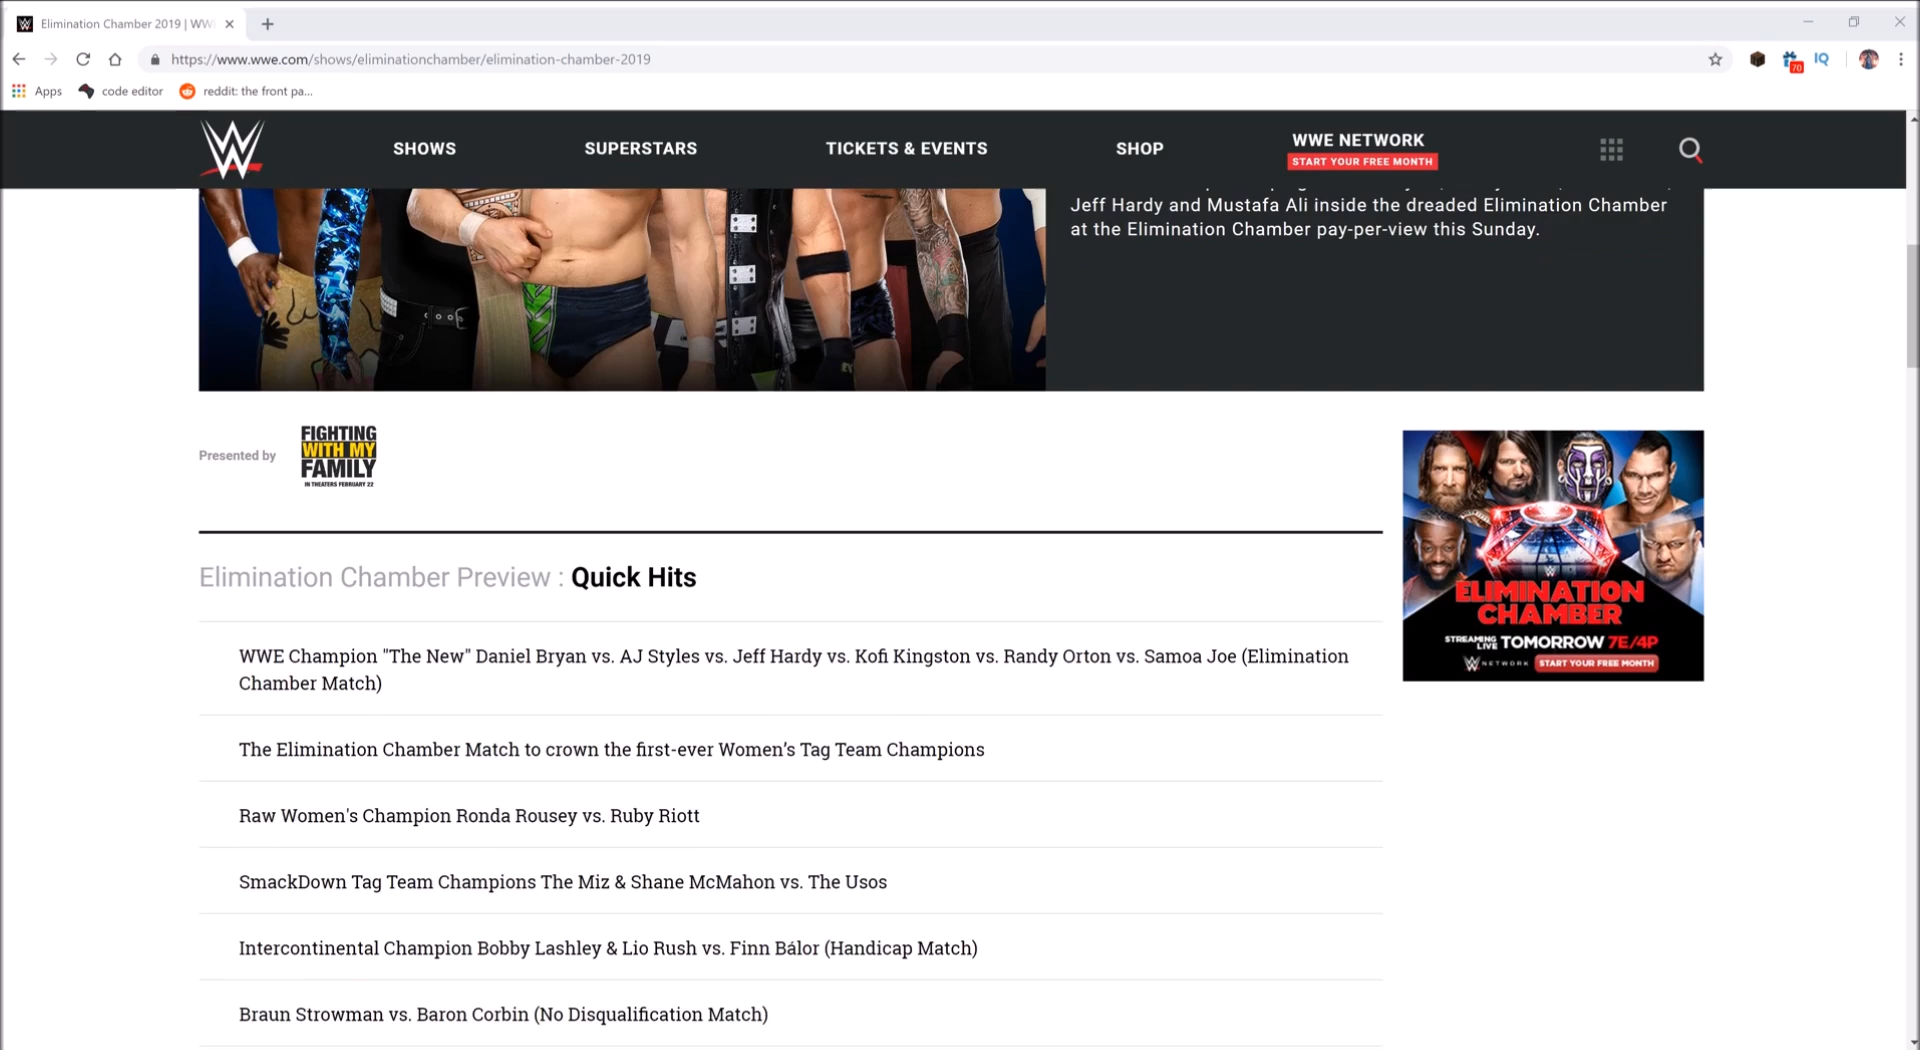 Elimination Chamber 2019 | WW
https://www.wwe.com/shows/eliminationchamber/elimination-chamber-2019
70
IQ
Apps
code editor
reddit: the front pa...
SHOWS
SUPERSTARS
TICKETS & EVENTS
SHOP
WWE NETWORK
START YOUR FREE MONTH
Jeff Hardy and Mustafa Ali inside the dreaded Elimination Chamber
at the Elimination Chamber pay-per-view this Sunday.
Presented by
FIGHTING
WITH MY
FAMILY
IN THEATERS FEBRUARY 22
Elimination Chamber Preview : Quick Hits
WWE Champion "The New" Daniel Bryan vs. AJ Styles vs. Jeff Hardy vs. Kofi Kingston vs. Randy Orton vs. Samoa Joe (Elimination
Chamber Match)
The Elimination Chamber Match to crown the first-ever Women’s Tag Team Champions
Raw Women's Champion Ronda Rousey vs. Ruby Riott
SmackDown Tag Team Champions The Miz & Shane McMahon vs. The Usos
Intercontinental Champion Bobby Lashley & Lio Rush vs. Finn Bálor (Handicap Match)
Braun Strowman vs. Baron Corbin (No Disqualification Match)
ELIMINATION
CHAMBER
STREAMING LIVE TOMORROW 7E/4P
NETWORK START YOUR FREE MONTH